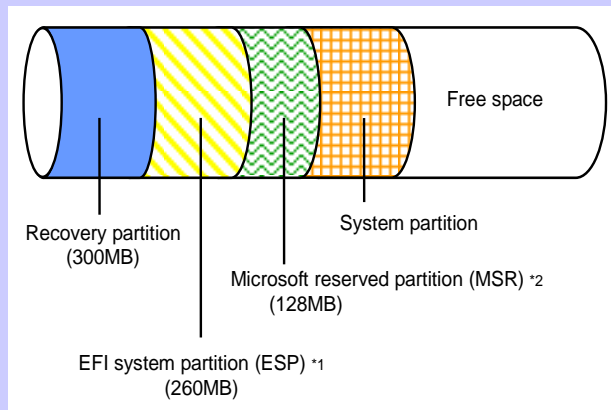 Free space
Recovery partition
(300MB)
System partition
Microsoft reserved partition (MSR) *2
(128MB)
EFI system partition (ESP) *1
(260MB)